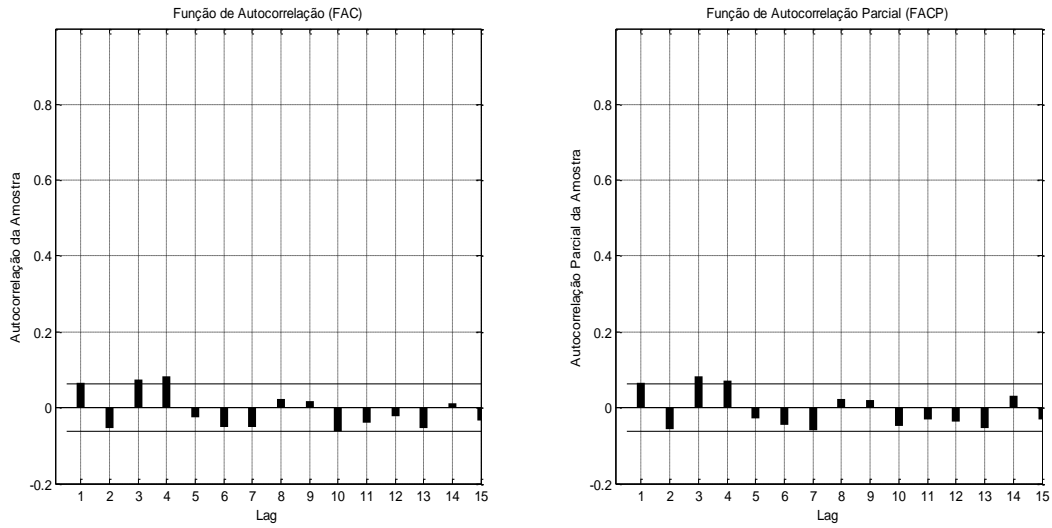 Função de Autocorrelação (FAC)
Autocorrelação da Amostra
0.8
0.6
0.4
0.2
0
-0.2
1 2 3 4 5 6 7 8 9 10 11 12 13 14 15
Lag
Função de Autocorrelação Parcial (FACP)
Autocorrelação Parcial da Amostra
0.8
0.6
0.4
0.2
0
-0.2
1 2 3 4 5 6 7 8 9 10 11 12 13 14 15
Lag